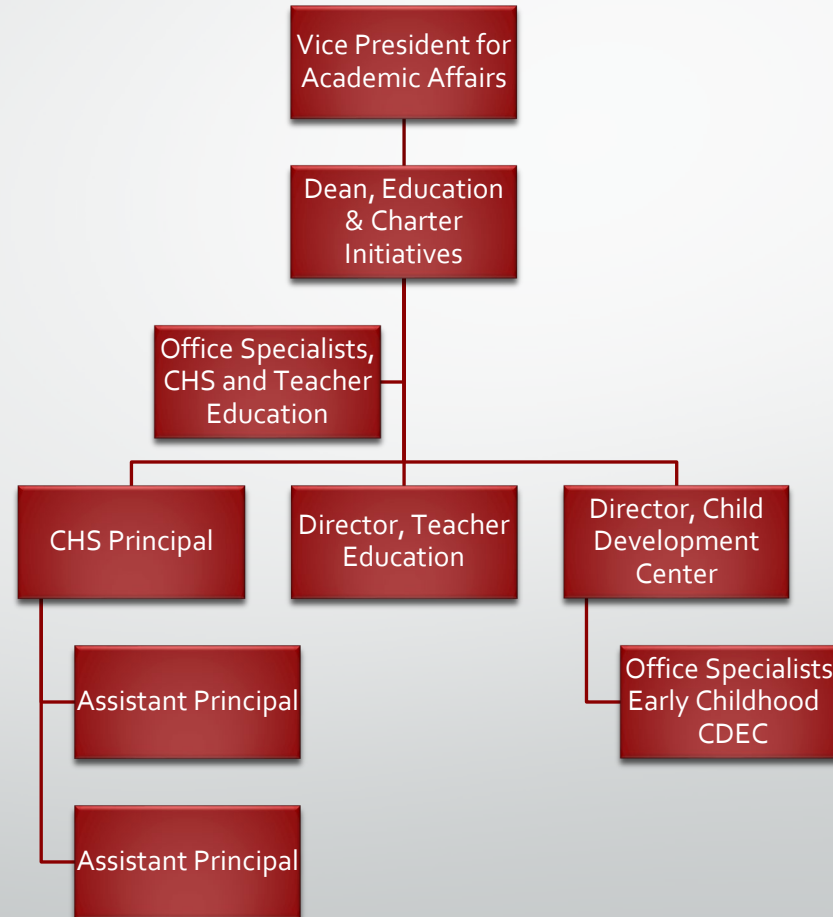 Vice President for
Academic Affairs
Dean, Education
& Charter
Initiatives
Office Specialists,
CHS and Teacher
Education
CHS Principal
Director, Teacher
Education
Director, Child
Development
Center
Assistant Principal
Office Specialists
Early Childhood
CDEC
Assistant Principal